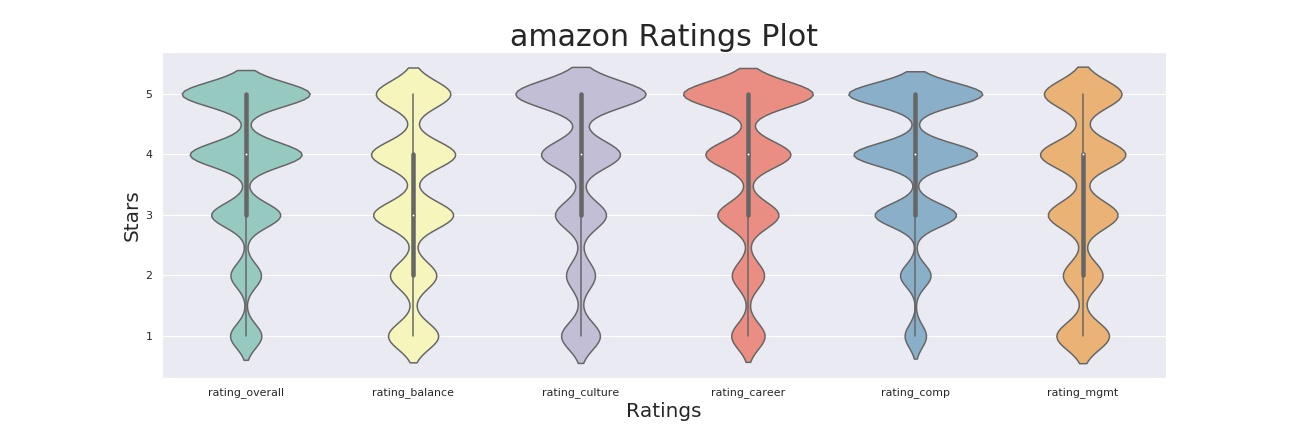 amazon Ratings Plot
Stars
5
4
3
2
1
rating_overall rating_balance rating_culture rating_career rating_comp rating_mgmt
Ratings